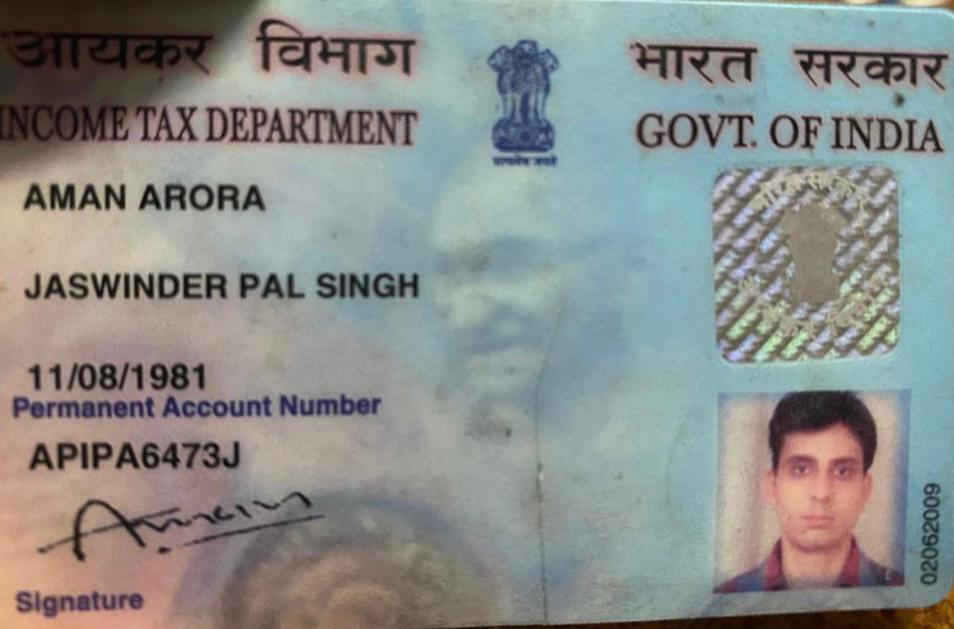 आयकर विभाग
INCOME TAX DEPARTMENT
सत्यमेव जयते
भारत सरकार
GOVT. OF INDIA
AMAN ARORA
JASWINDER PAL SINGH
11/08/1981
Permanent Account Number
APIPA6473J
Signature
02062009